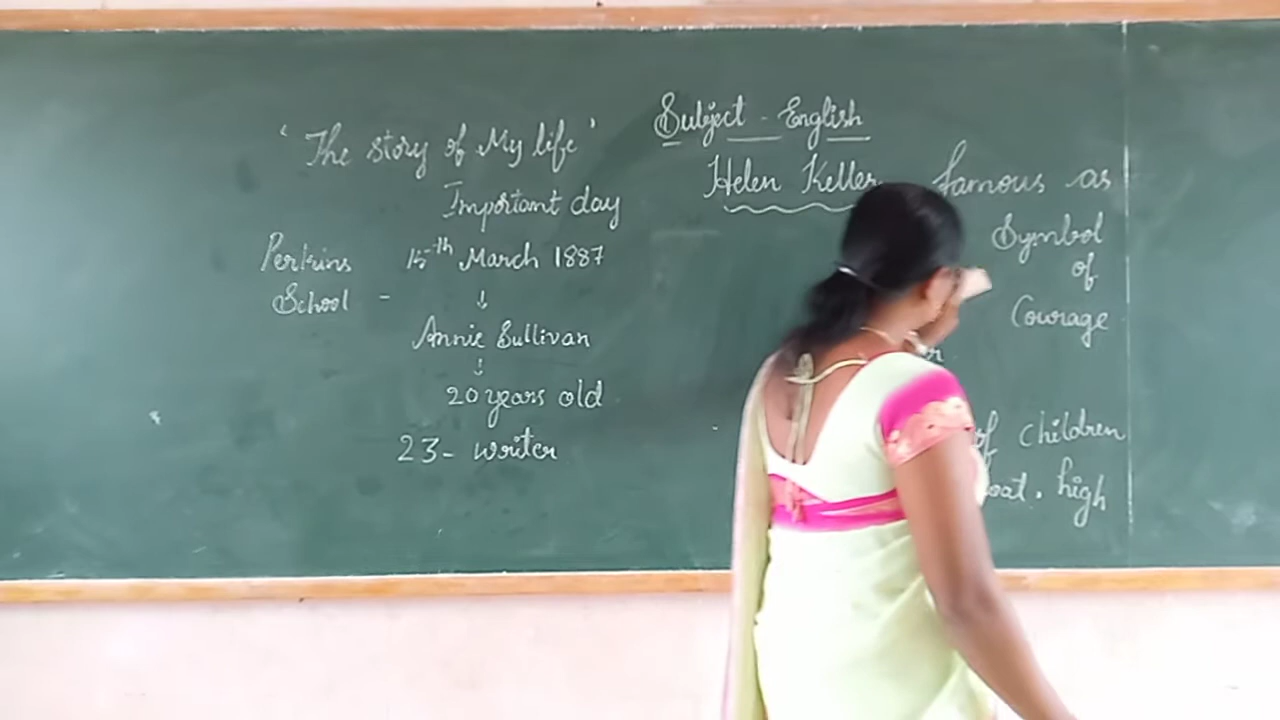 Subject - English
' The story of My life '
Important day
Perkins School -
15th March 1887
↓
Annie Sullivan
↓
20 years old
23 - writer
Helen Keller famous as
Symbol
of
Courage
of children
high